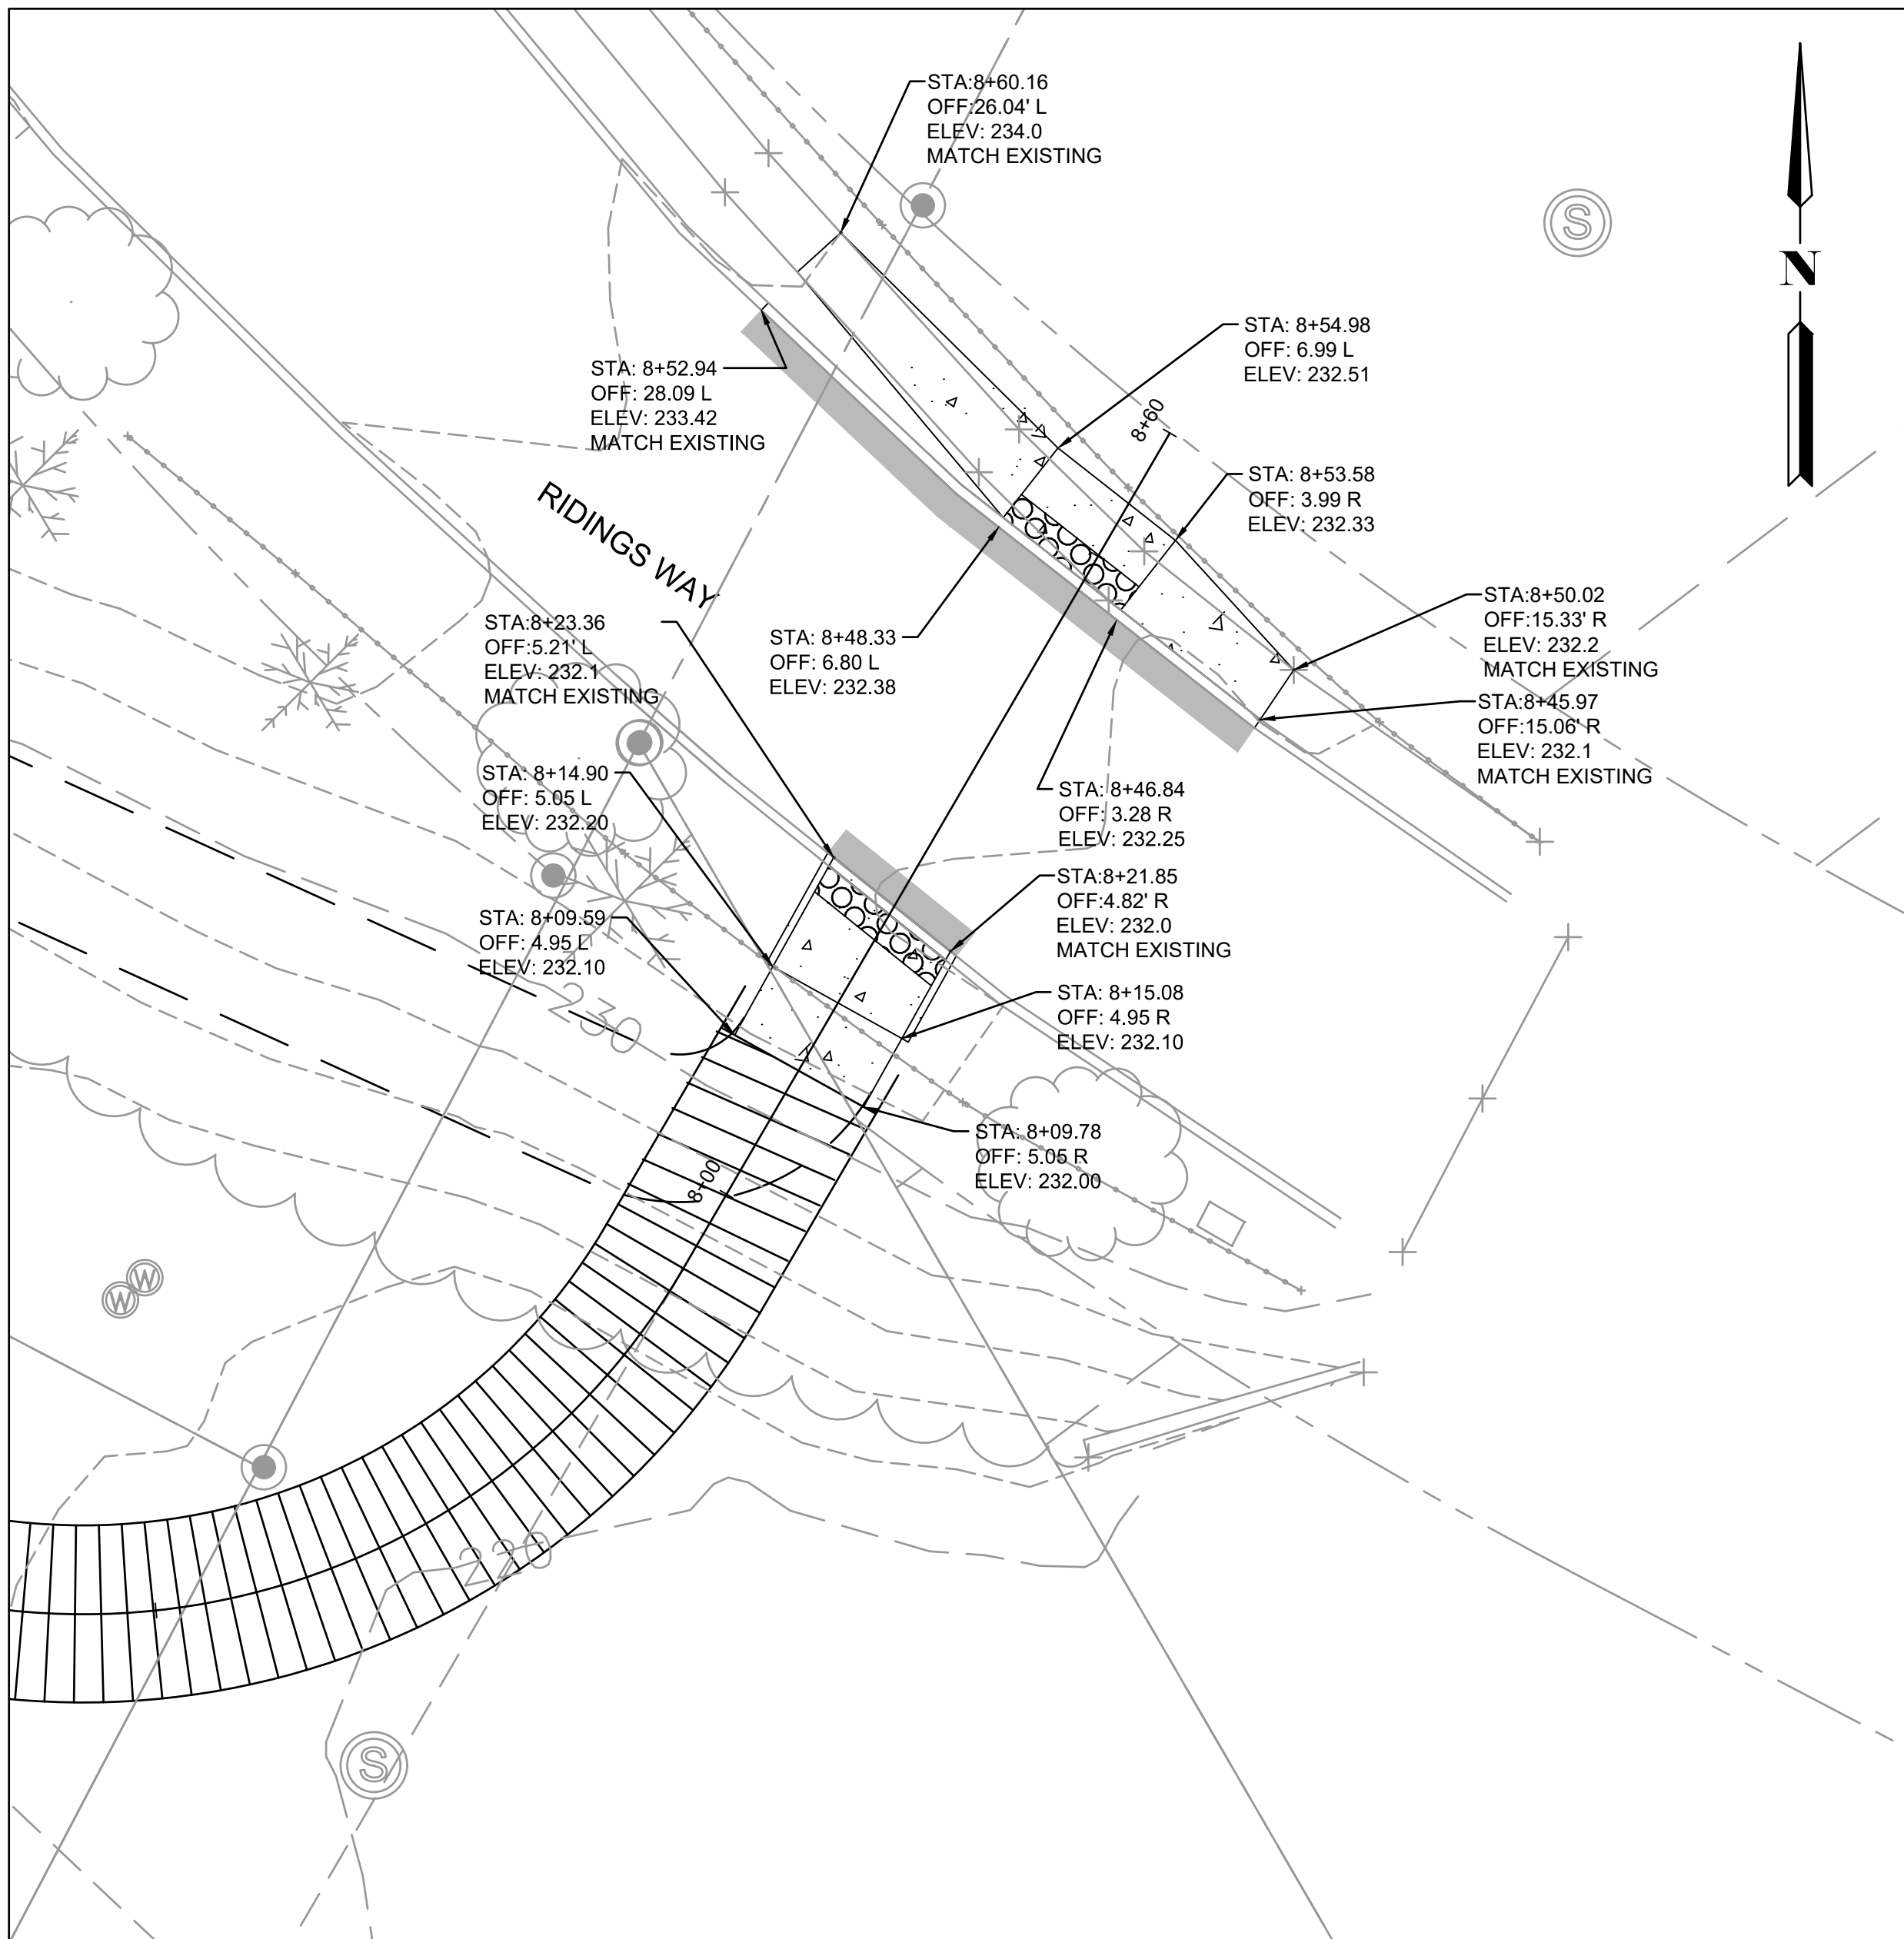 STA:8+60.16
OFF:26.04' L
ELEV: 234.0
MATCH EXISTING
S
N
STA: 8+54.98
OFF: 6.99 L
ELEV: 232.51
STA: 8+52.94
OFF: 28.09 L
ELEV: 233.42
MATCH EXISTING
8+60
STA: 8+53.58
OFF: 3.99 R
ELEV: 232.33
RIDINGS WAY
STA:8+50.02
OFF:15.33' R
ELEV: 232.2
MATCH EXISTING
STA:8+23.36
OFF:5.21' L
ELEV: 232.1
MATCH EXISTING
STA: 8+48.33
OFF: 6.80 L
ELEV: 232.38
STA:8+45.97
OFF:15.06' R
ELEV: 232.1
MATCH EXISTING
STA: 8+14.90
OFF: 5.05 L
ELEV: 232.20
STA: 8+46.84
OFF: 3.28 R
ELEV: 232.25
STA:8+21.85
OFF:4.82' R
ELEV: 232.0
MATCH EXISTING
STA: 8+09.59
OFF: 4.95 L
ELEV: 232.10
STA: 8+15.08
OFF: 4.95 R
ELEV: 232.10
230
STA: 8+09.78
OFF: 5.05 R
ELEV: 232.00
8+00
W
W
220
S